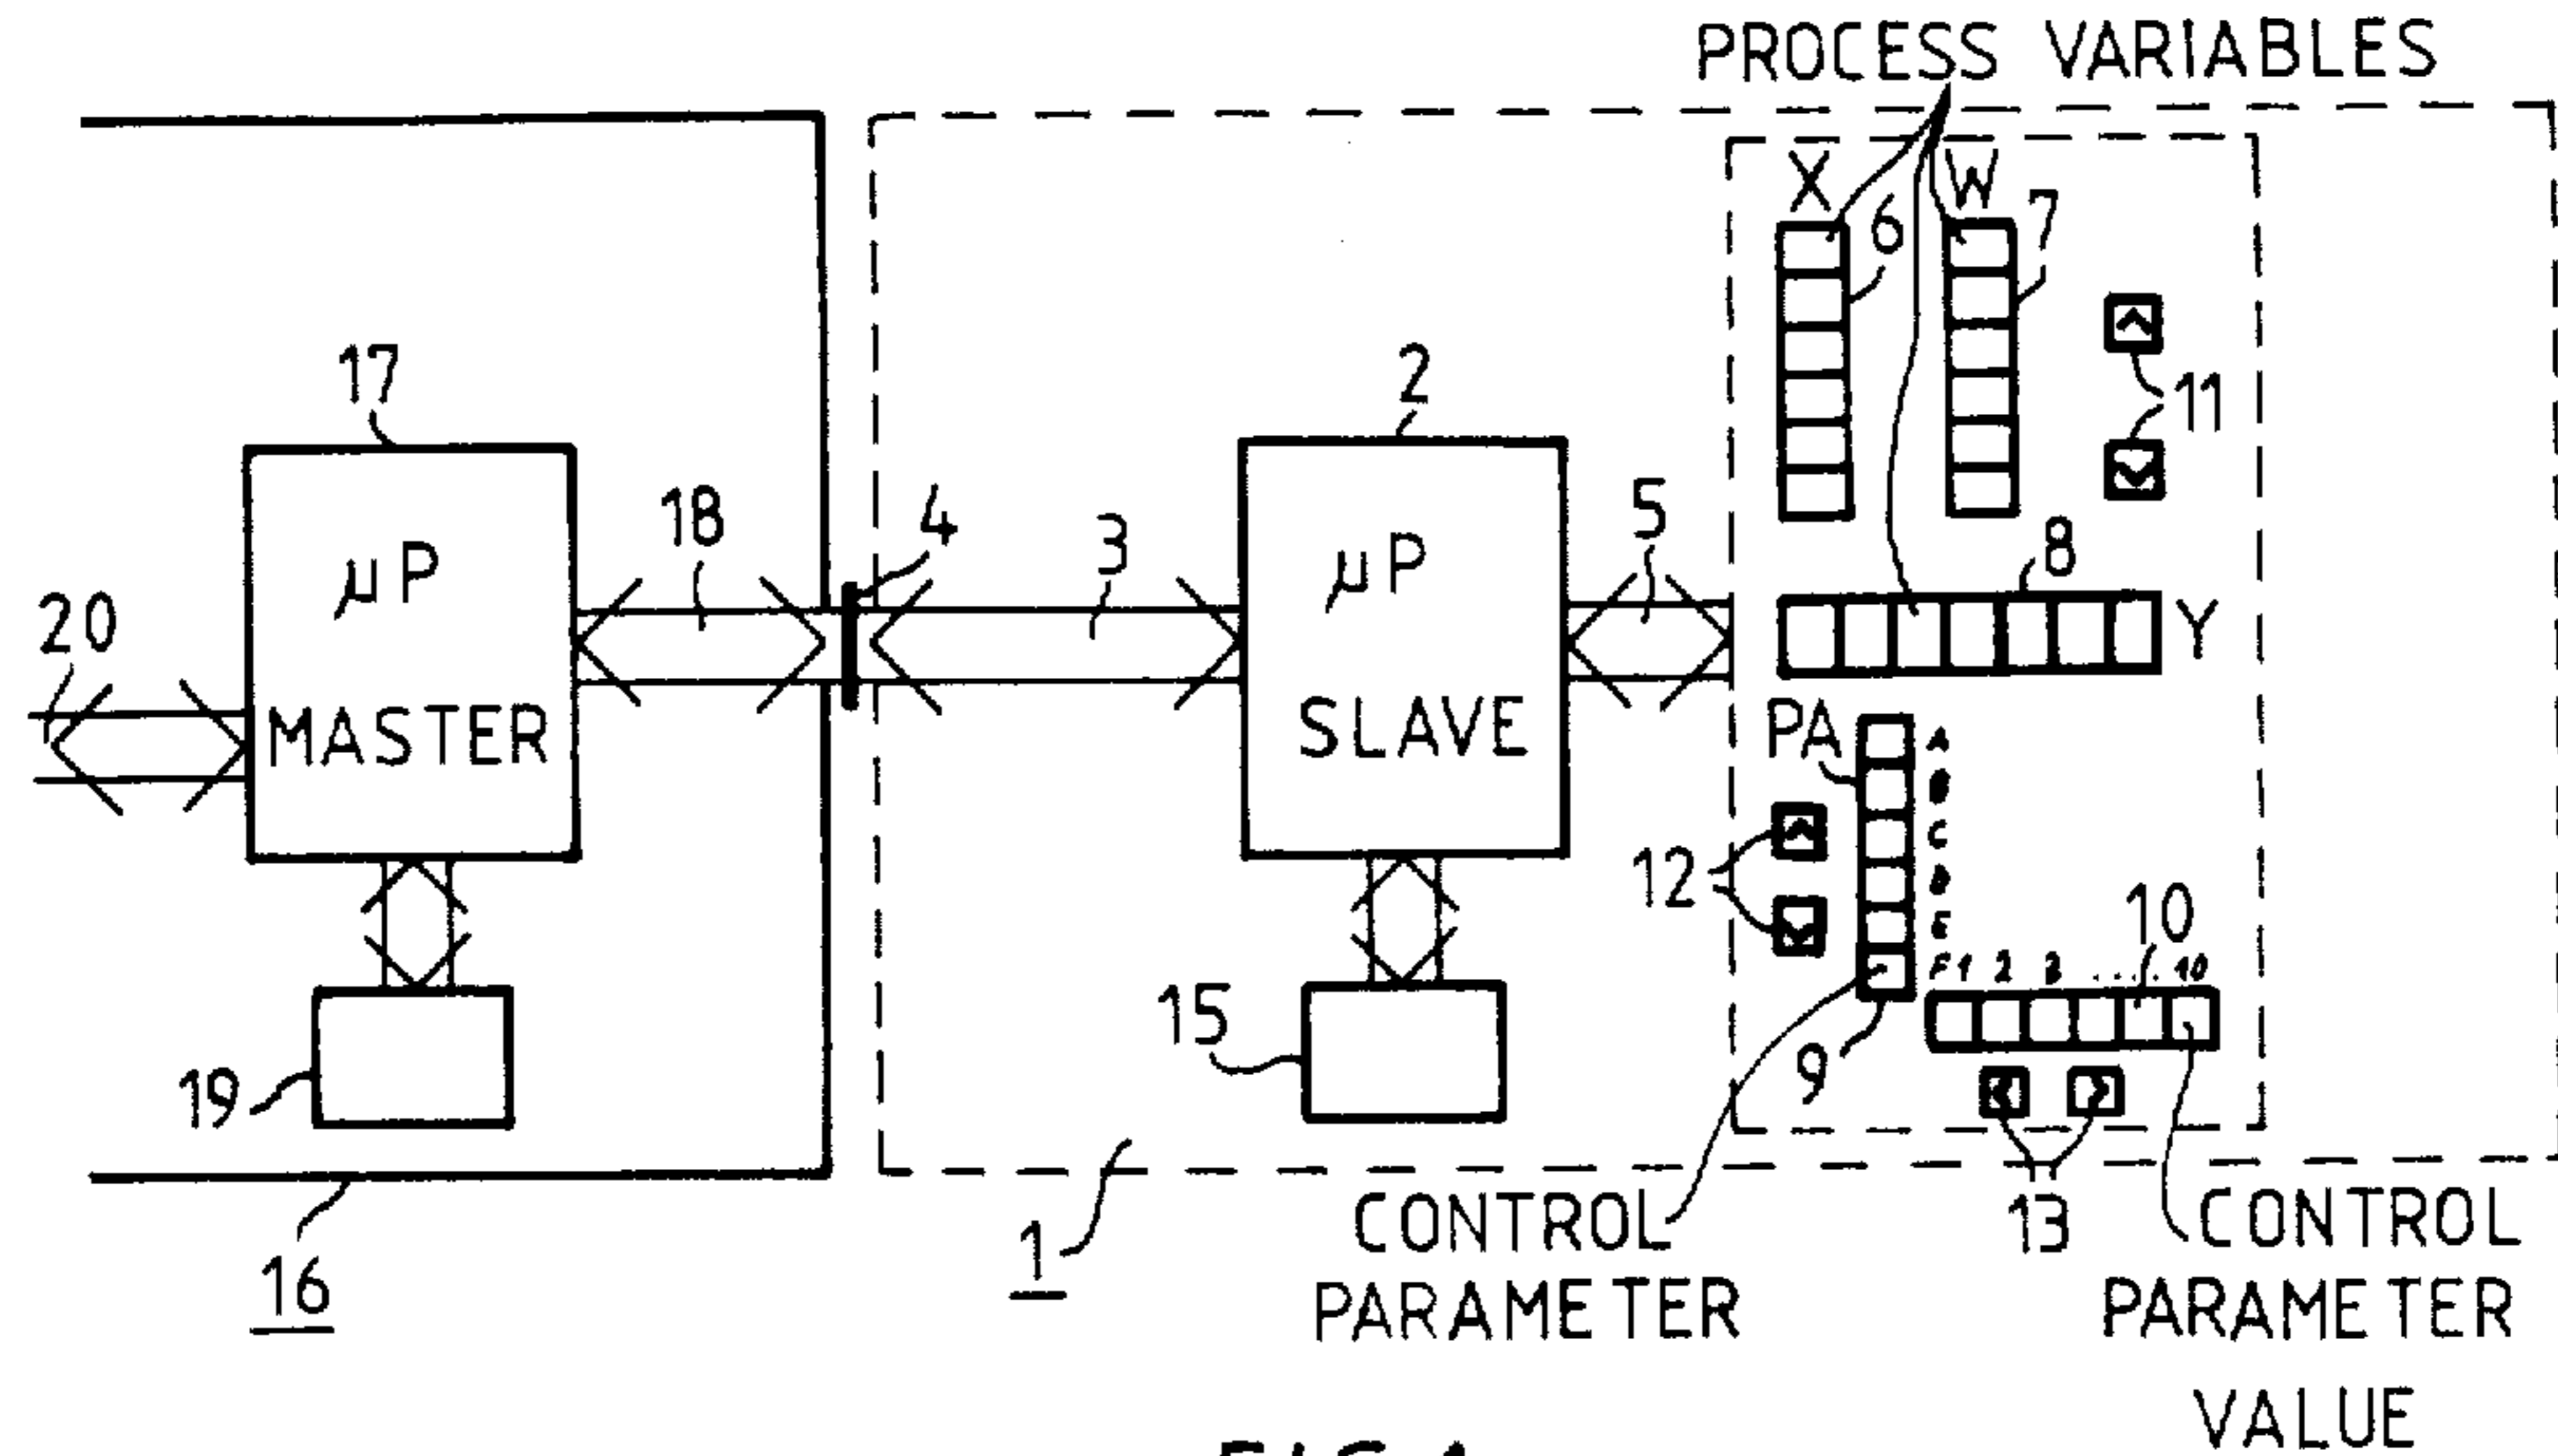 PROCESS VARIABLES
X
W
6
7
17
2
11
18
4
3
5
8
20
µP
MASTER
µP
SLAVE
Y
PA
A
B
C
D
E
F 1 2 3 .... 10
12
10
15
9
19
13
1
16
CONTROL
PARAMETER
CONTROL
PARAMETER
VALUE